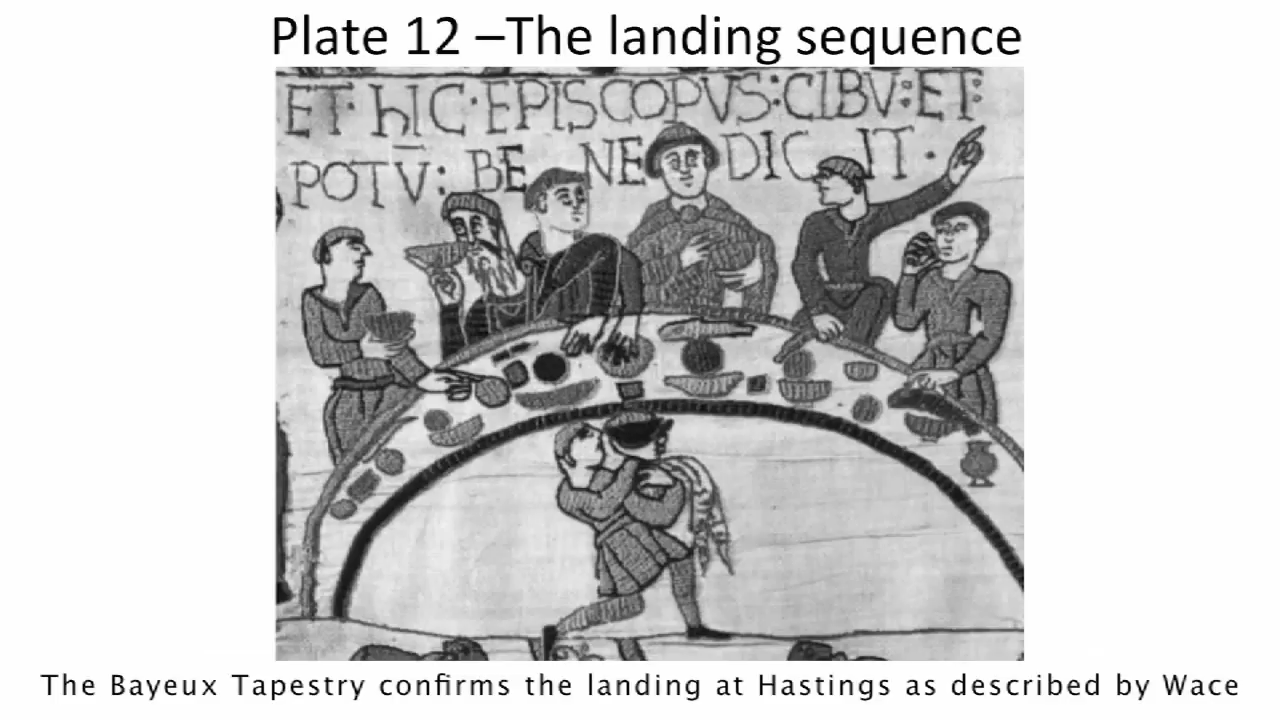 Plate 12 –The landing sequence
ET· hIC· EPISCOPVS: CIBV: ET:
POTV̄: BE NE DIC IT·
The Bayeux Tapestry confirms the landing at Hastings as described by Wace